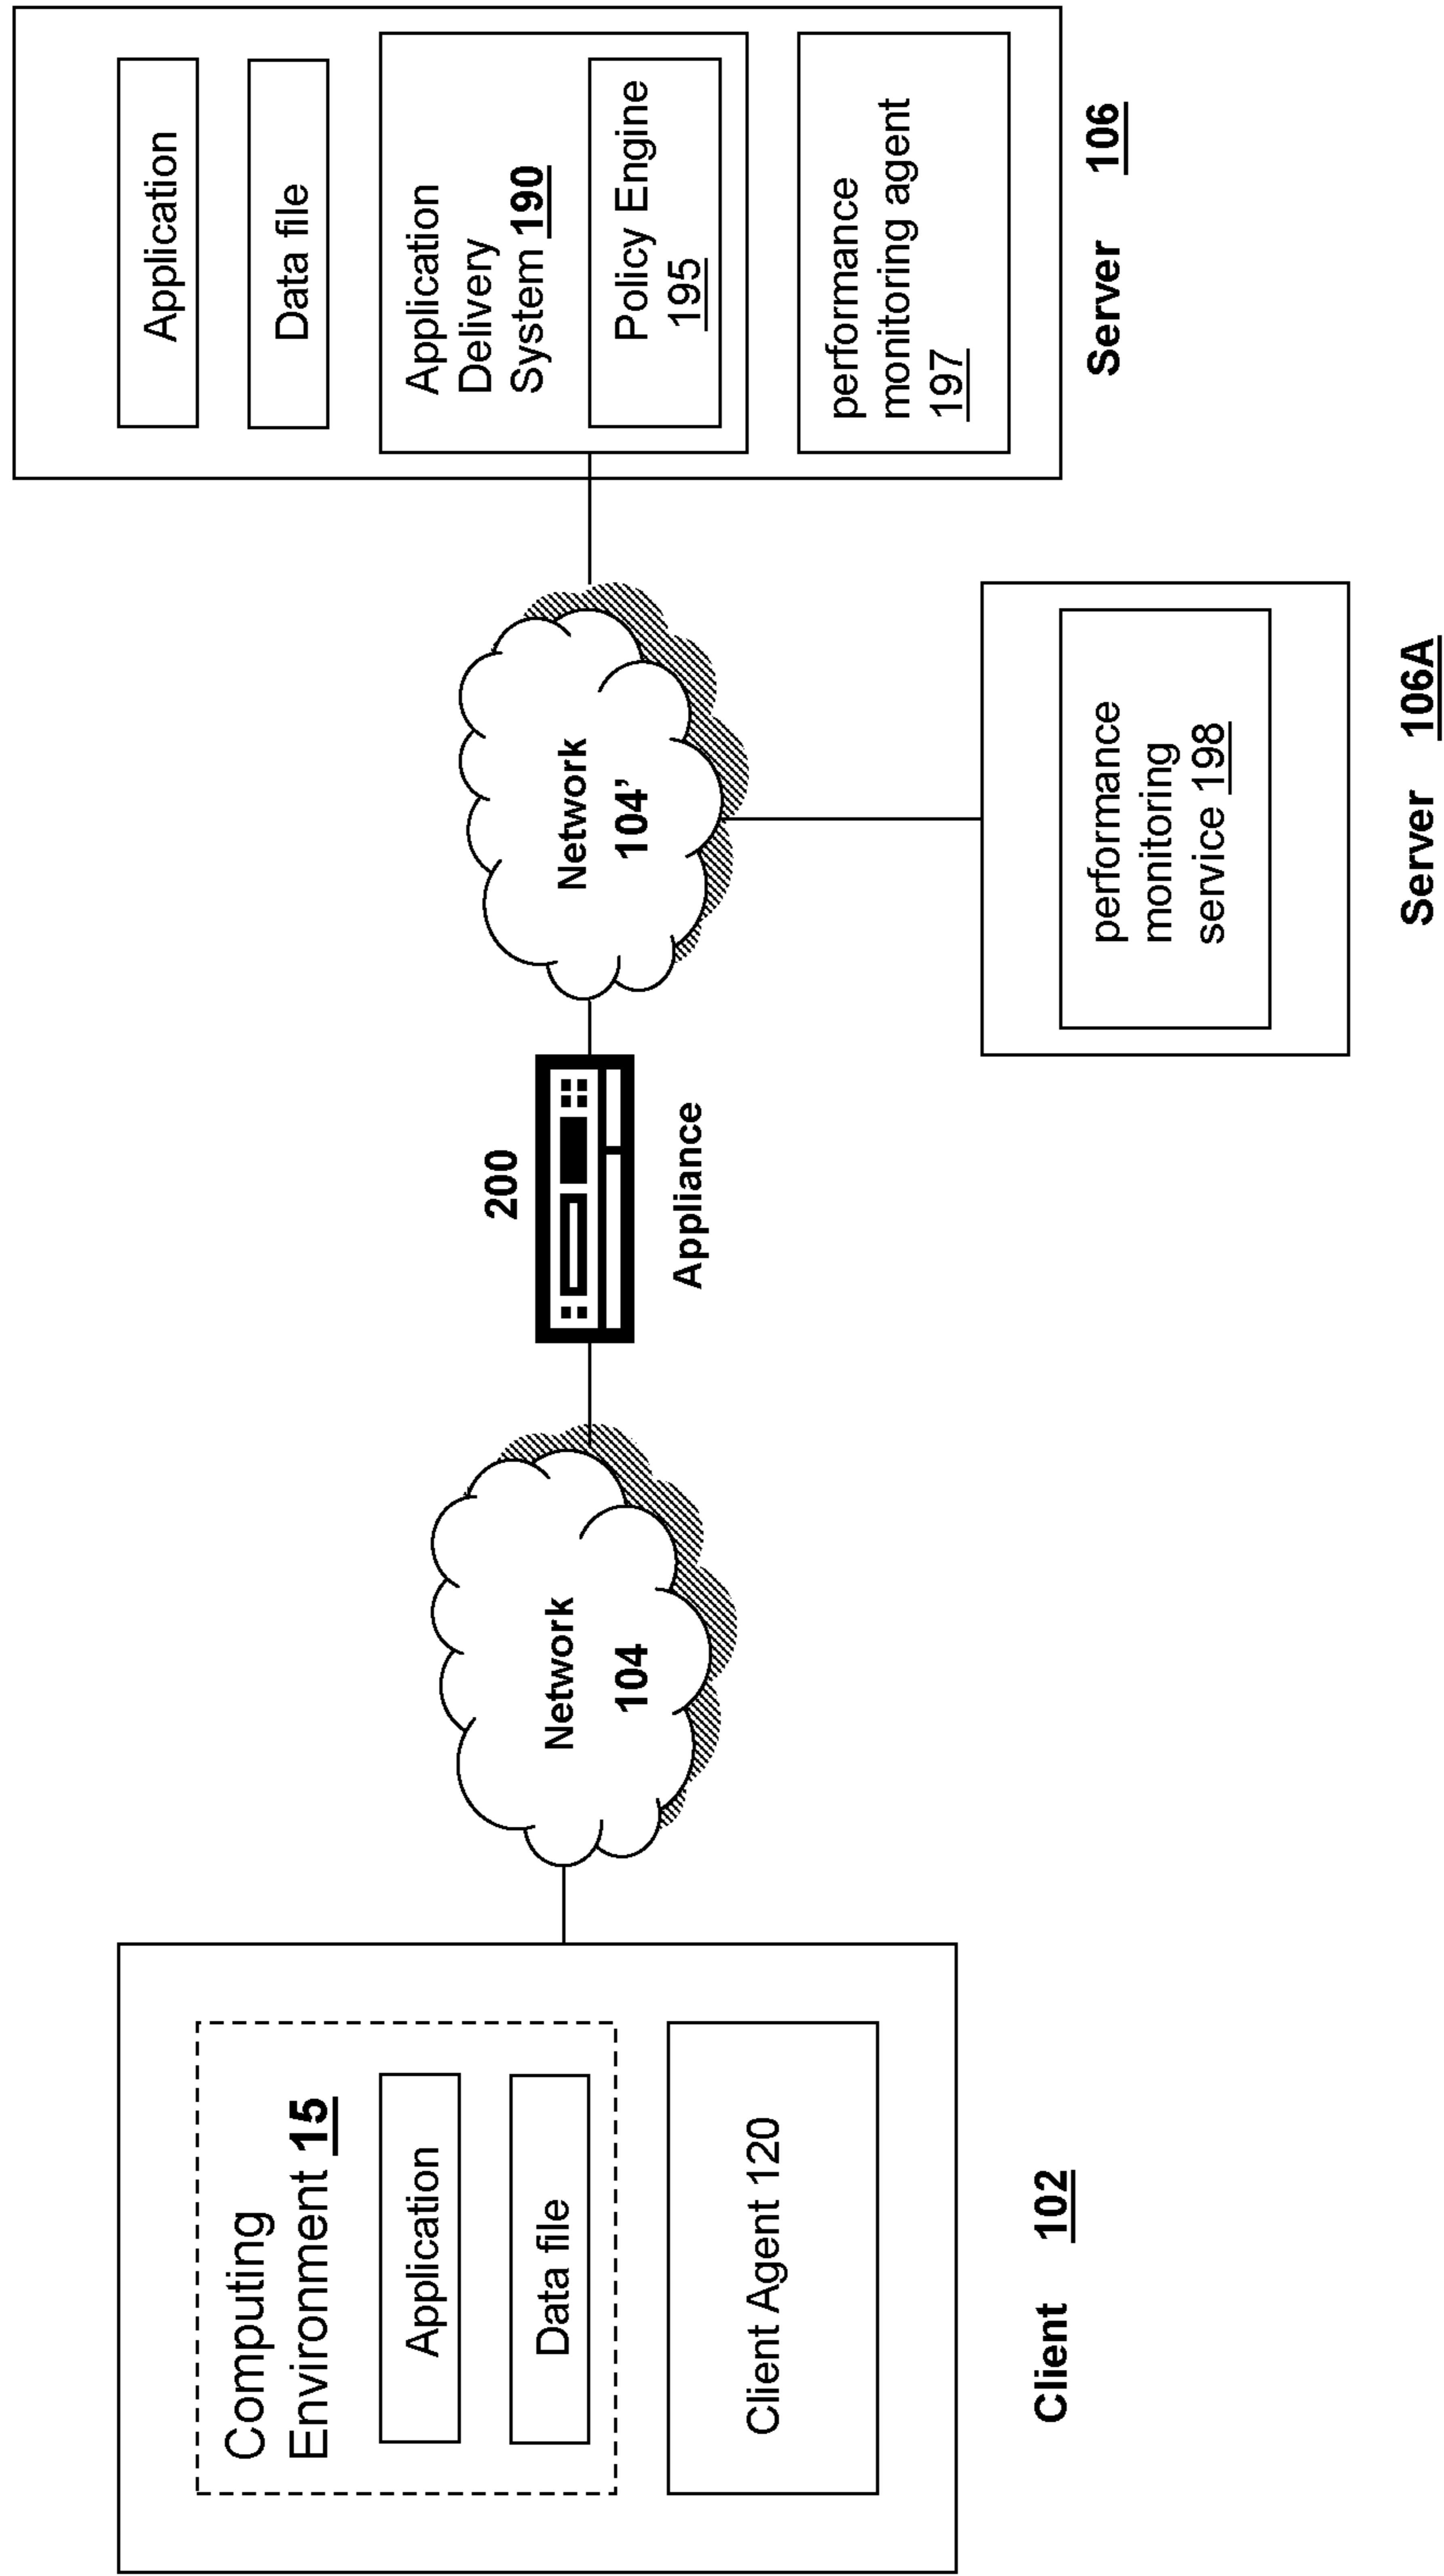 Computing
Environment 15
Application
Data file
Client Agent 120
Client 102
Network
104
200
Appliance
Network
104’
performance
monitoring
service 198
Server 106A
Application
Data file
Application
Delivery
System 190
Policy Engine
195
performance
monitoring agent
197
Server 106